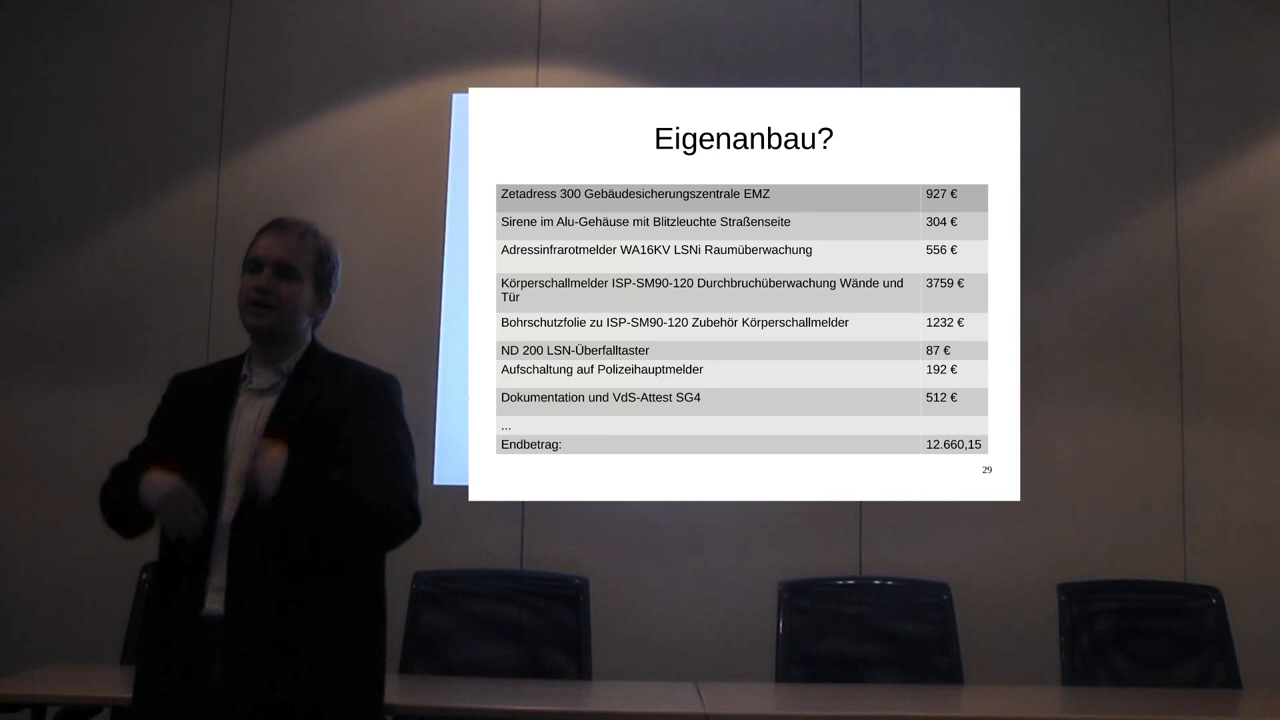 Eigenanbau?
Zetadress 300 Gebäudesicherungszentrale EMZ 927 €
Sirene im Alu-Gehäuse mit Blitzleuchte Straßenseite 304 €
Adressinfrarotmelder WA16KV LSNi Raumüberwachung 556 €
Körperschallmelder ISP-SM90-120 Durchbruchüberwachung Wände und 3759 €
Tür
Bohrschutzfolie zu ISP-SM90-120 Zubehör Körperschallmelder 1232 €
ND 200 LSN-Überfalltaster 87 €
Aufschaltung auf Polizeihauptmelder 192 €
Dokumentation und VdS-Attest SG4 512 €
...
Endbetrag: 12.660,15
29